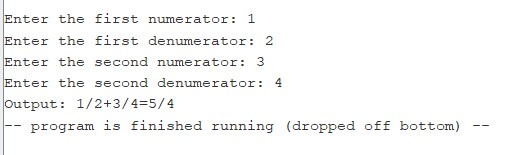 Enter the first numerator: 1
Enter the first denumerator: 2
Enter the second numerator: 3
Enter the second denumerator: 4
Output: 1/2+3/4=5/4
-- program is finished running (dropped off bottom) --